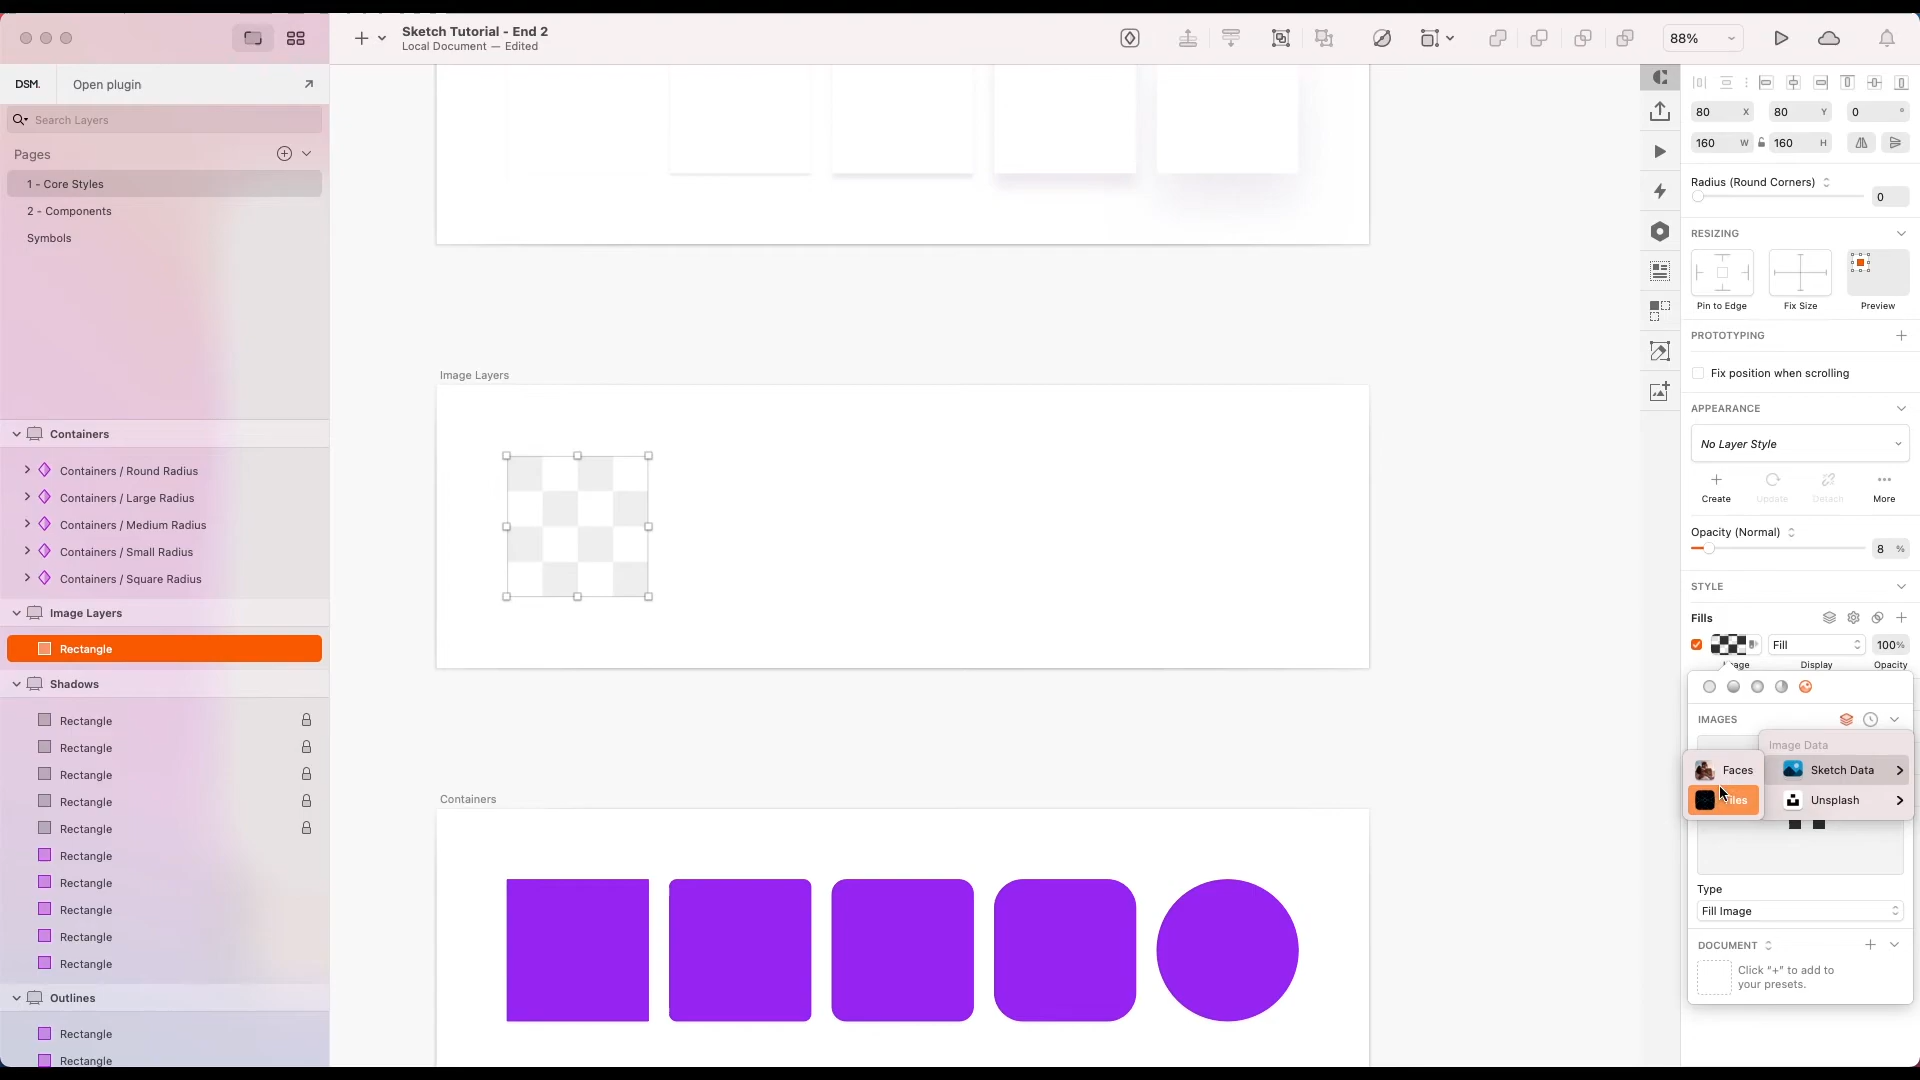 Sketch Tutorial - End 2
Local Document — Edited
88%
DSM.
Open plugin
Search Layers
Pages
1 - Core Styles
2 - Components
Symbols
Containers
Containers / Round Radius
Containers / Large Radius
Containers / Medium Radius
Containers / Small Radius
Containers / Square Radius
Image Layers
Rectangle
Shadows
Rectangle
Rectangle
Rectangle
Rectangle
Rectangle
Rectangle
Rectangle
Rectangle
Rectangle
Rectangle
Outlines
Rectangle
Rectangle
Image Layers
Containers
80 X
80 Y
0 °
160 W
160 H
Radius (Round Corners)
0
RESIZING
Pin to Edge
Fix Size
Preview
PROTOTYPING
Fix position when scrolling
APPEARANCE
No Layer Style
Create
Update
Detach
More
Opacity (Normal)
8 %
STYLE
Fills
Fill
100%
Display
Opacity
IMAGES
Image Data
Faces
Sketch Data
Unsplash
Type
Fill Image
DOCUMENT
Click "+" to add to
your presets.